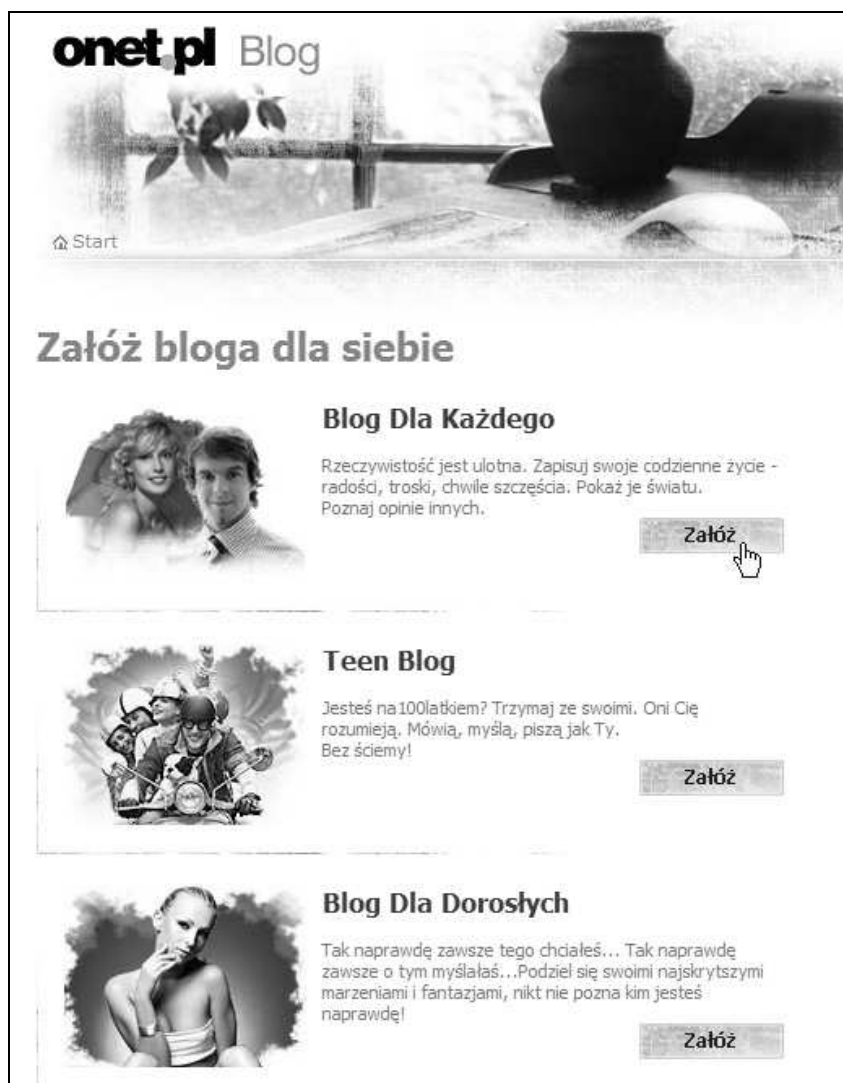 onet.pl Blog
Start
Załóż bloga dla siebie
Blog Dla Każdego
Rzeczywistość jest ulotna. Zapisuj swoje codzienne życie -
radości, troski, chwile szczęścia. Pokaż je światu.
Poznaj opinie innych.
Załóż
Teen Blog
Jesteś na100latkiem? Trzymaj ze swoimi. Oni Cię
rozumieją. Mówią, myślą, piszą jak Ty.
Bez ściemy!
Załóż
Blog Dla Dorosłych
Tak naprawdę zawsze tego chciałeś... Tak naprawdę
zawsze o tym myślałaś...Podziel się swoimi najskrytszymi
marzeniami i fantazjami, nikt nie pozna kim jesteś
naprawdę!
Załóż